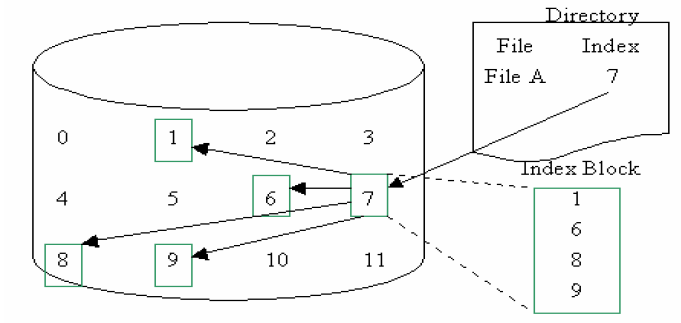 Directory
File Index
File A 7
0 1 2 3
4 5 6 7
8 9 10 11
Index Block
1
6
8
9